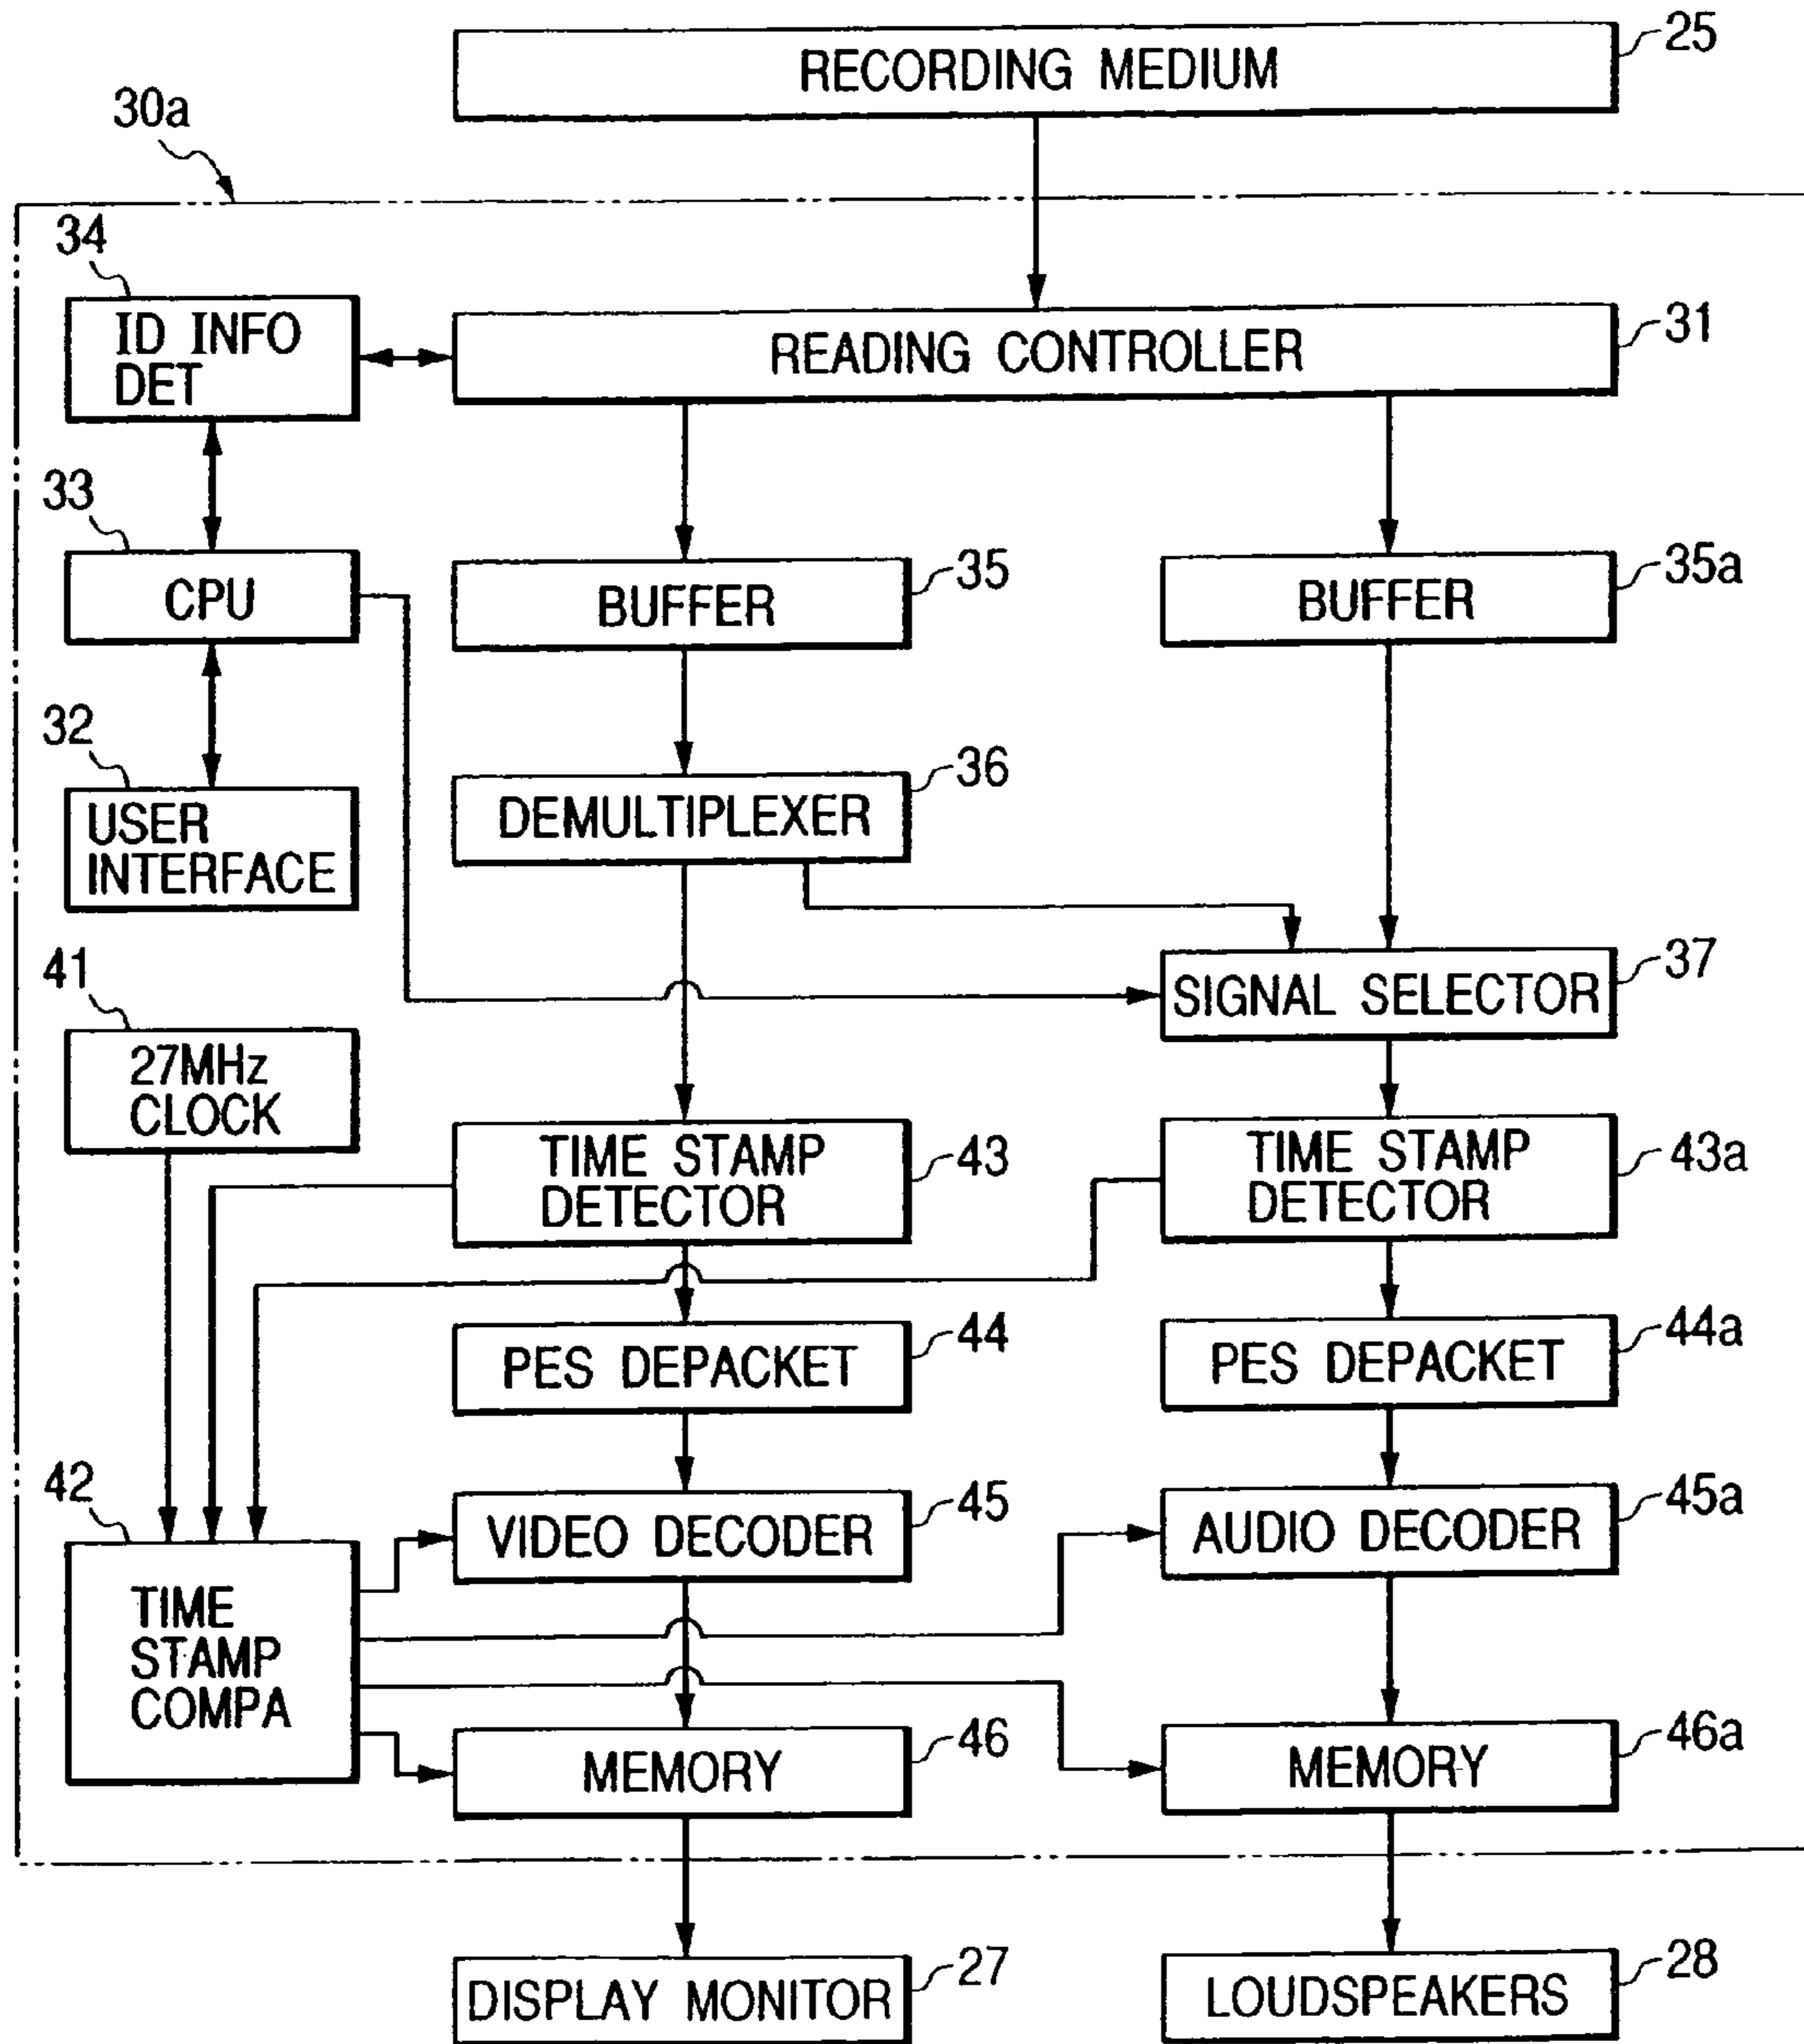 RECORDING MEDIUM
25
30a
34
ID INFO
DET
READING CONTROLLER
31
33
CPU
BUFFER
35
BUFFER
35a
32
USER
INTERFACE
DEMULTIPLEXER
36
SIGNAL SELECTOR
37
41
27MHz
CLOCK
TIME STAMP
DETECTOR
43
TIME STAMP
DETECTOR
43a
PES DEPACKET
44
PES DEPACKET
44a
42
TIME
STAMP
COMPA
VIDEO DECODER
45
AUDIO DECODER
45a
MEMORY
46
MEMORY
46a
DISPLAY MONITOR
27
LOUDSPEAKERS
28